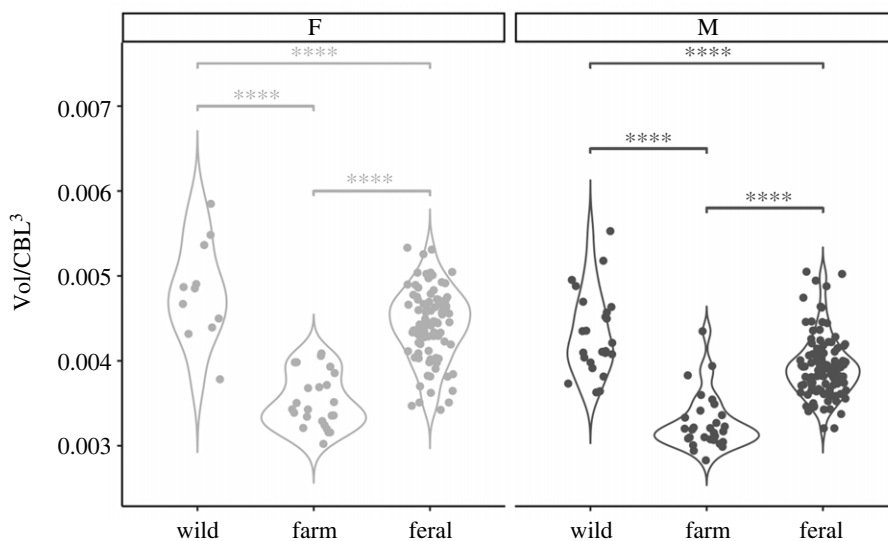 F
M
****
****
****
****
****
****
0.007
0.006
0.005
0.004
0.003
Vol/CBL³
wild farm feral
wild farm feral